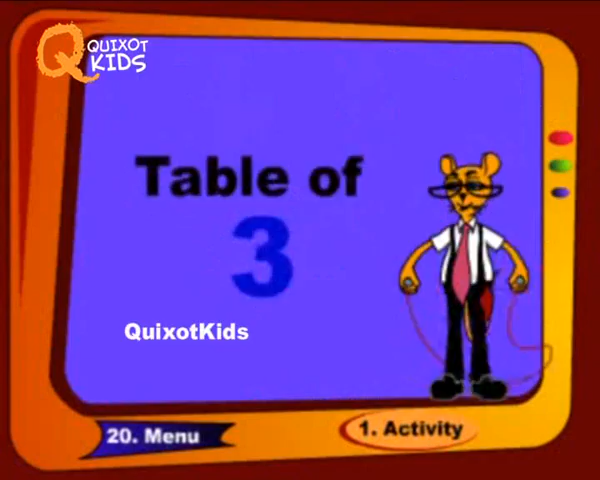 QUIXOT
KIDS
Table of
3
QuixotKids
20. Menu
1. Activity